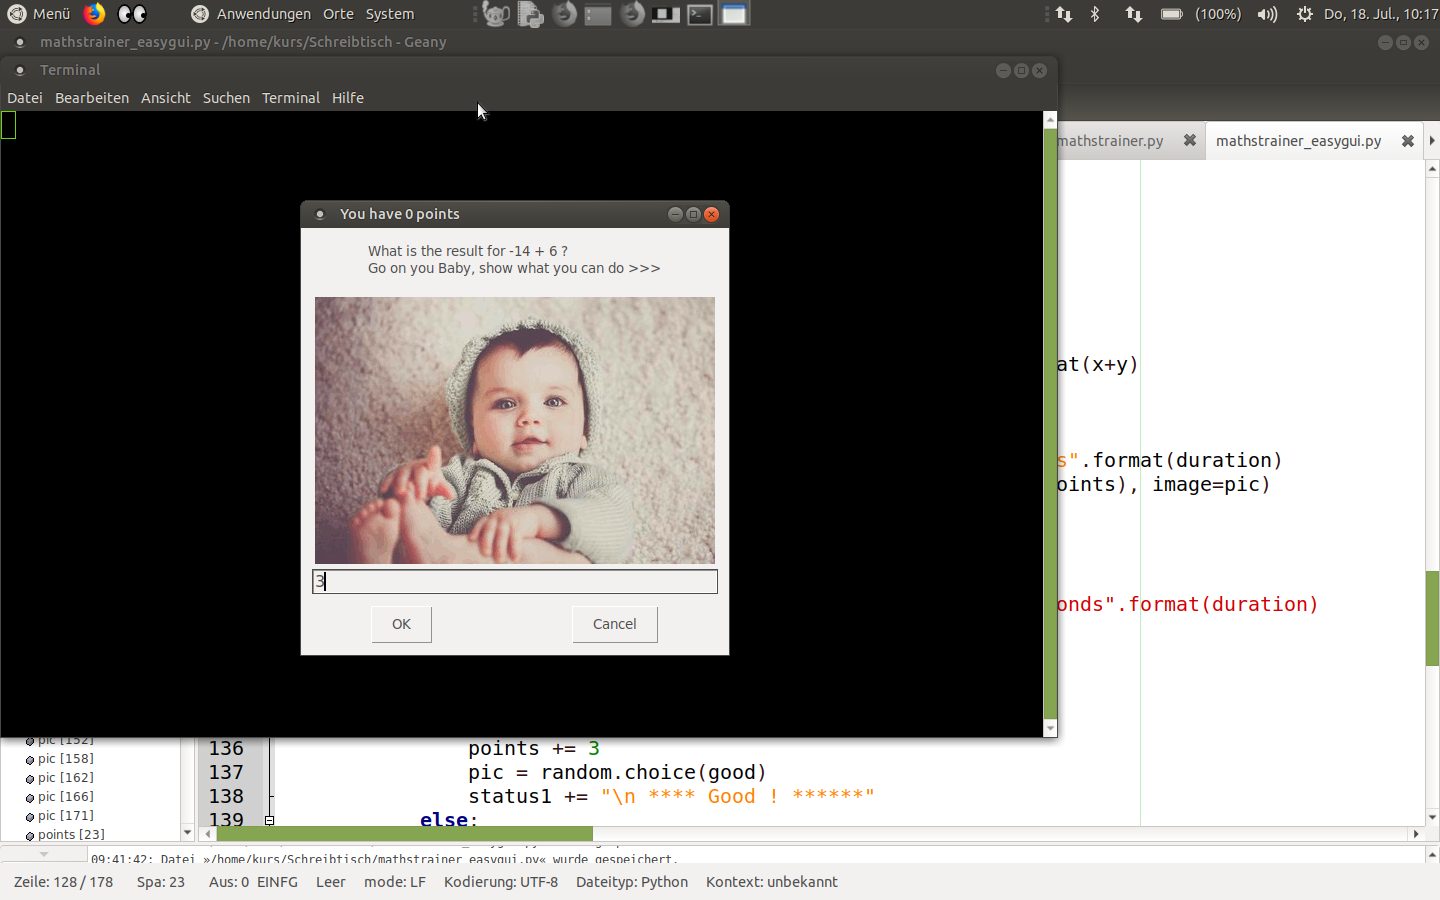 Menü Anwendungen Orte System (100%) Do, 18. Jul., 10:17
mathstrainer_easygui.py - /home/kurs/Schreibtisch - Geany
Terminal
Datei Bearbeiten Ansicht Suchen Terminal Hilfe
mathstrainer.py mathstrainer_easygui.py
You have 0 points
What is the result for -14 + 6 ?
Go on you Baby, show what you can do >>>
3
OK Cancel
at(x+y)
s".format(duration)
oints), image=pic)
onds".format(duration)
pic [152]
pic [158]
pic [162]
pic [166]
pic [171]
points [23]
136 points += 3
137 pic = random.choice(good)
138 status1 += "\n **** Good ! ******"
139 else:
09:41:42: Datei »/home/kurs/Schreibtisch/mathstrainer_easygui.py« wurde gespeichert.
Zeile: 128 / 178 Spa: 23 Aus: 0 EINFG Leer mode: LF Kodierung: UTF-8 Dateityp: Python Kontext: unbekannt